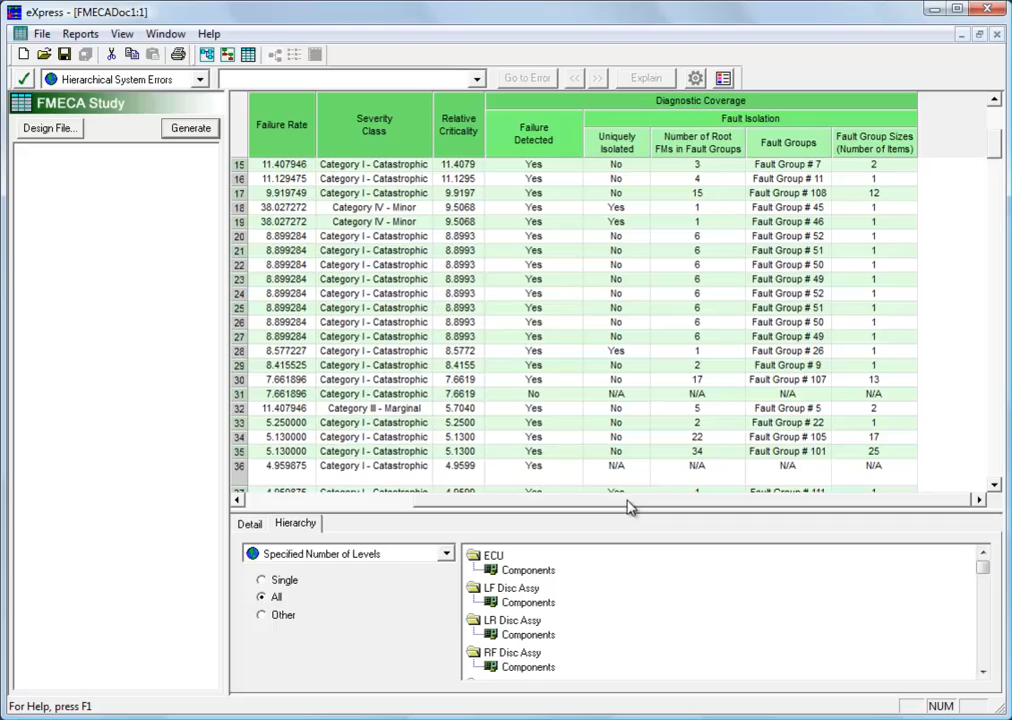 eXpress - [FMECADoc1:1]
File Reports View Window Help
Hierarchical System Errors Go to Error << >> Explain
FMECA Study
Design File... Generate
Failure Rate Severity Class Relative Criticality Diagnostic Coverage
Failure Detected Fault Isolation
Uniquely Isolated Number of Root FMs in Fault Groups Fault Groups Fault Group Sizes (Number of Items)
15 11.407946 Category I - Catastrophic 11.4079 Yes No 3 Fault Group # 7 2
16 11.129475 Category I - Catastrophic 11.1295 Yes No 4 Fault Group # 11 1
17 9.919749 Category I - Catastrophic 9.9197 Yes No 15 Fault Group # 108 12
18 38.027272 Category IV - Minor 9.5068 Yes Yes 1 Fault Group # 45 1
19 38.027272 Category IV - Minor 9.5068 Yes Yes 1 Fault Group # 46 1
20 8.899284 Category I - Catastrophic 8.8993 Yes No 6 Fault Group # 52 1
21 8.899284 Category I - Catastrophic 8.8993 Yes No 6 Fault Group # 51 1
22 8.899284 Category I - Catastrophic 8.8993 Yes No 6 Fault Group # 50 1
23 8.899284 Category I - Catastrophic 8.8993 Yes No 6 Fault Group # 49 1
24 8.899284 Category I - Catastrophic 8.8993 Yes No 6 Fault Group # 52 1
25 8.899284 Category I - Catastrophic 8.8993 Yes No 6 Fault Group # 51 1
26 8.899284 Category I - Catastrophic 8.8993 Yes No 6 Fault Group # 50 1
27 8.899284 Category I - Catastrophic 8.8993 Yes No 6 Fault Group # 49 1
28 8.577227 Category I - Catastrophic 8.5772 Yes Yes 1 Fault Group # 26 1
29 8.415525 Category I - Catastrophic 8.4155 Yes No 2 Fault Group # 9 1
30 7.661896 Category I - Catastrophic 7.6619 Yes No 17 Fault Group # 107 13
31 7.661896 Category I - Catastrophic 7.6619 No N/A N/A N/A N/A
32 11.407946 Category III - Marginal 5.7040 Yes No 5 Fault Group # 5 2
33 5.250000 Category I - Catastrophic 5.2500 Yes No 2 Fault Group # 22 1
34 5.130000 Category I - Catastrophic 5.1300 Yes No 22 Fault Group # 105 17
35 5.130000 Category I - Catastrophic 5.1300 Yes No 34 Fault Group # 101 25
36 4.959875 Category I - Catastrophic 4.9599 Yes N/A N/A N/A N/A
37 4.959875 Category I - Catastrophic 4.9599 Yes Yes 1 Fault Group # 111 1
Detail Hierarchy
Specified Number of Levels
Single
All
Other
ECU
Components
LF Disc Assy
Components
LR Disc Assy
Components
RF Disc Assy
Components
For Help, press F1 NUM